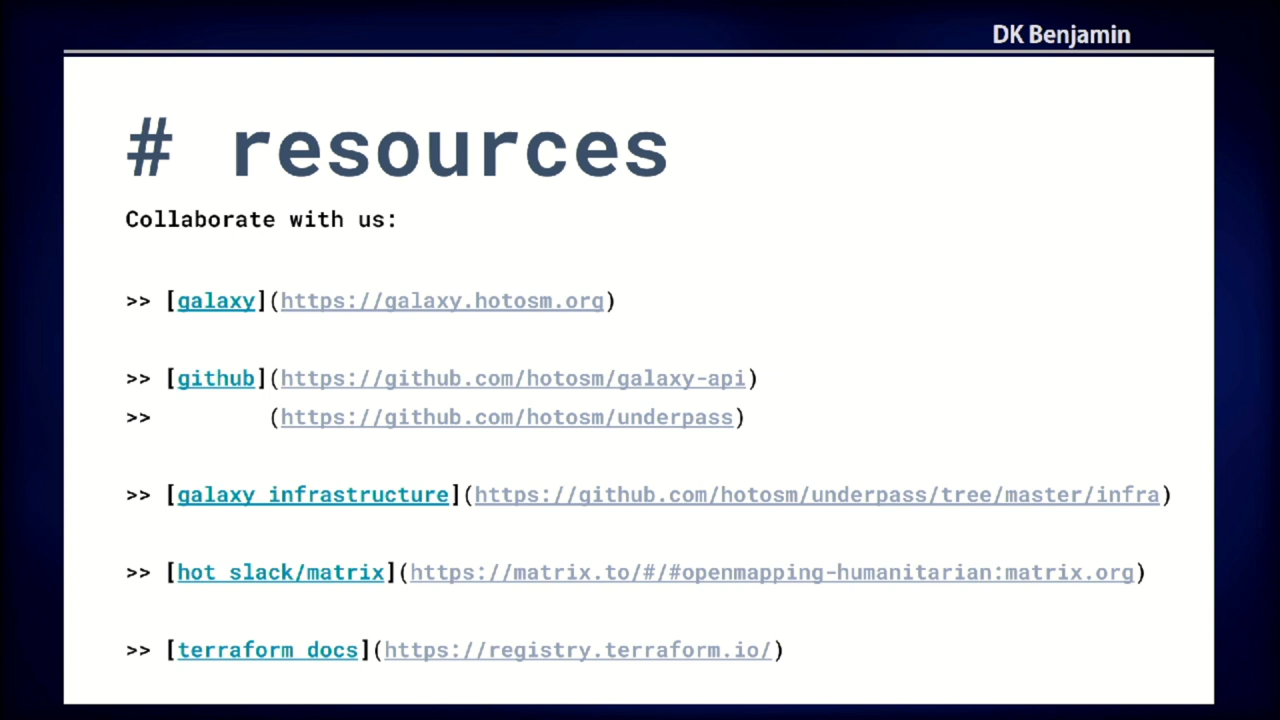 DK Benjamin
# resources
Collaborate with us:
>> [galaxy](https://galaxy.hotosm.org)
>> [github](https://github.com/hotosm/galaxy-api)
>> (https://github.com/hotosm/underpass)
>> [galaxy infrastructure](https://github.com/hotosm/underpass/tree/master/infra)
>> [hot slack/matrix](https://matrix.to/#/#openmapping-humanitarian:matrix.org)
>> [terraform docs](https://registry.terraform.io/)